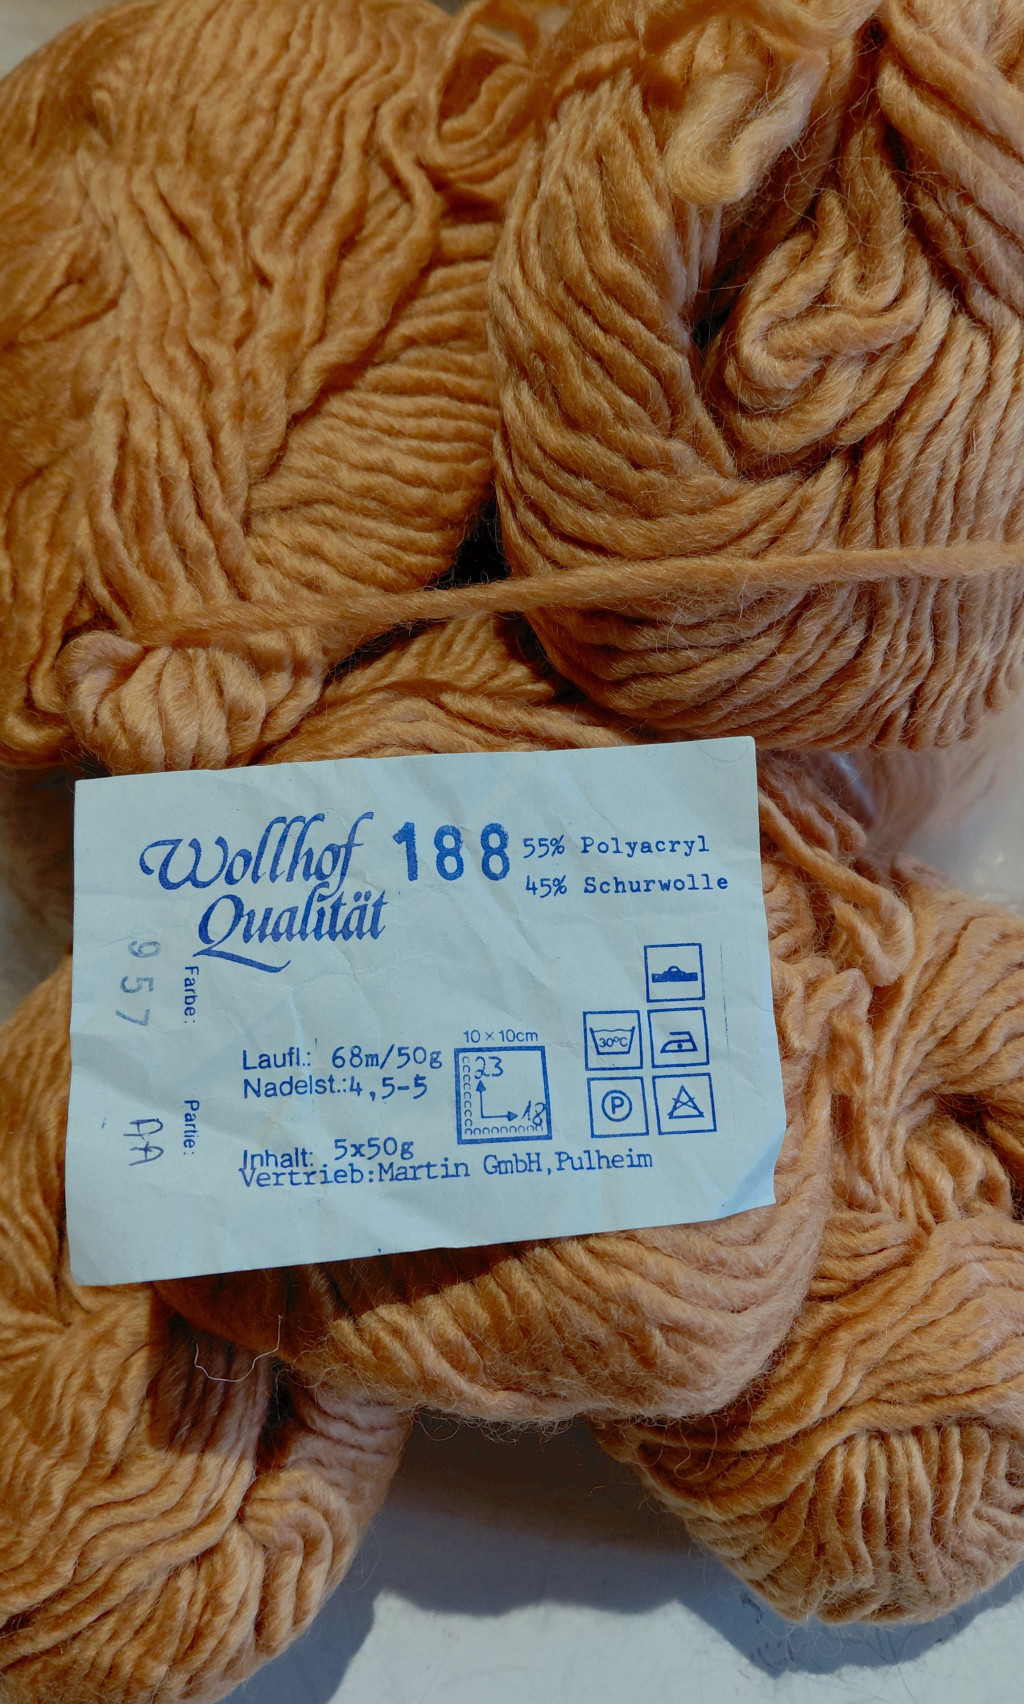 Wollhof 188 55% Polyacryl
Qualität 45% Schurwolle
Farbe: 957
Partie: AA
10 × 10cm
23
18
Laufl.: 68m/50g
Nadelst.:4,5-5
Inhalt: 5x50g
Vertrieb:Martin GmbH,Pulheim
30°C
P